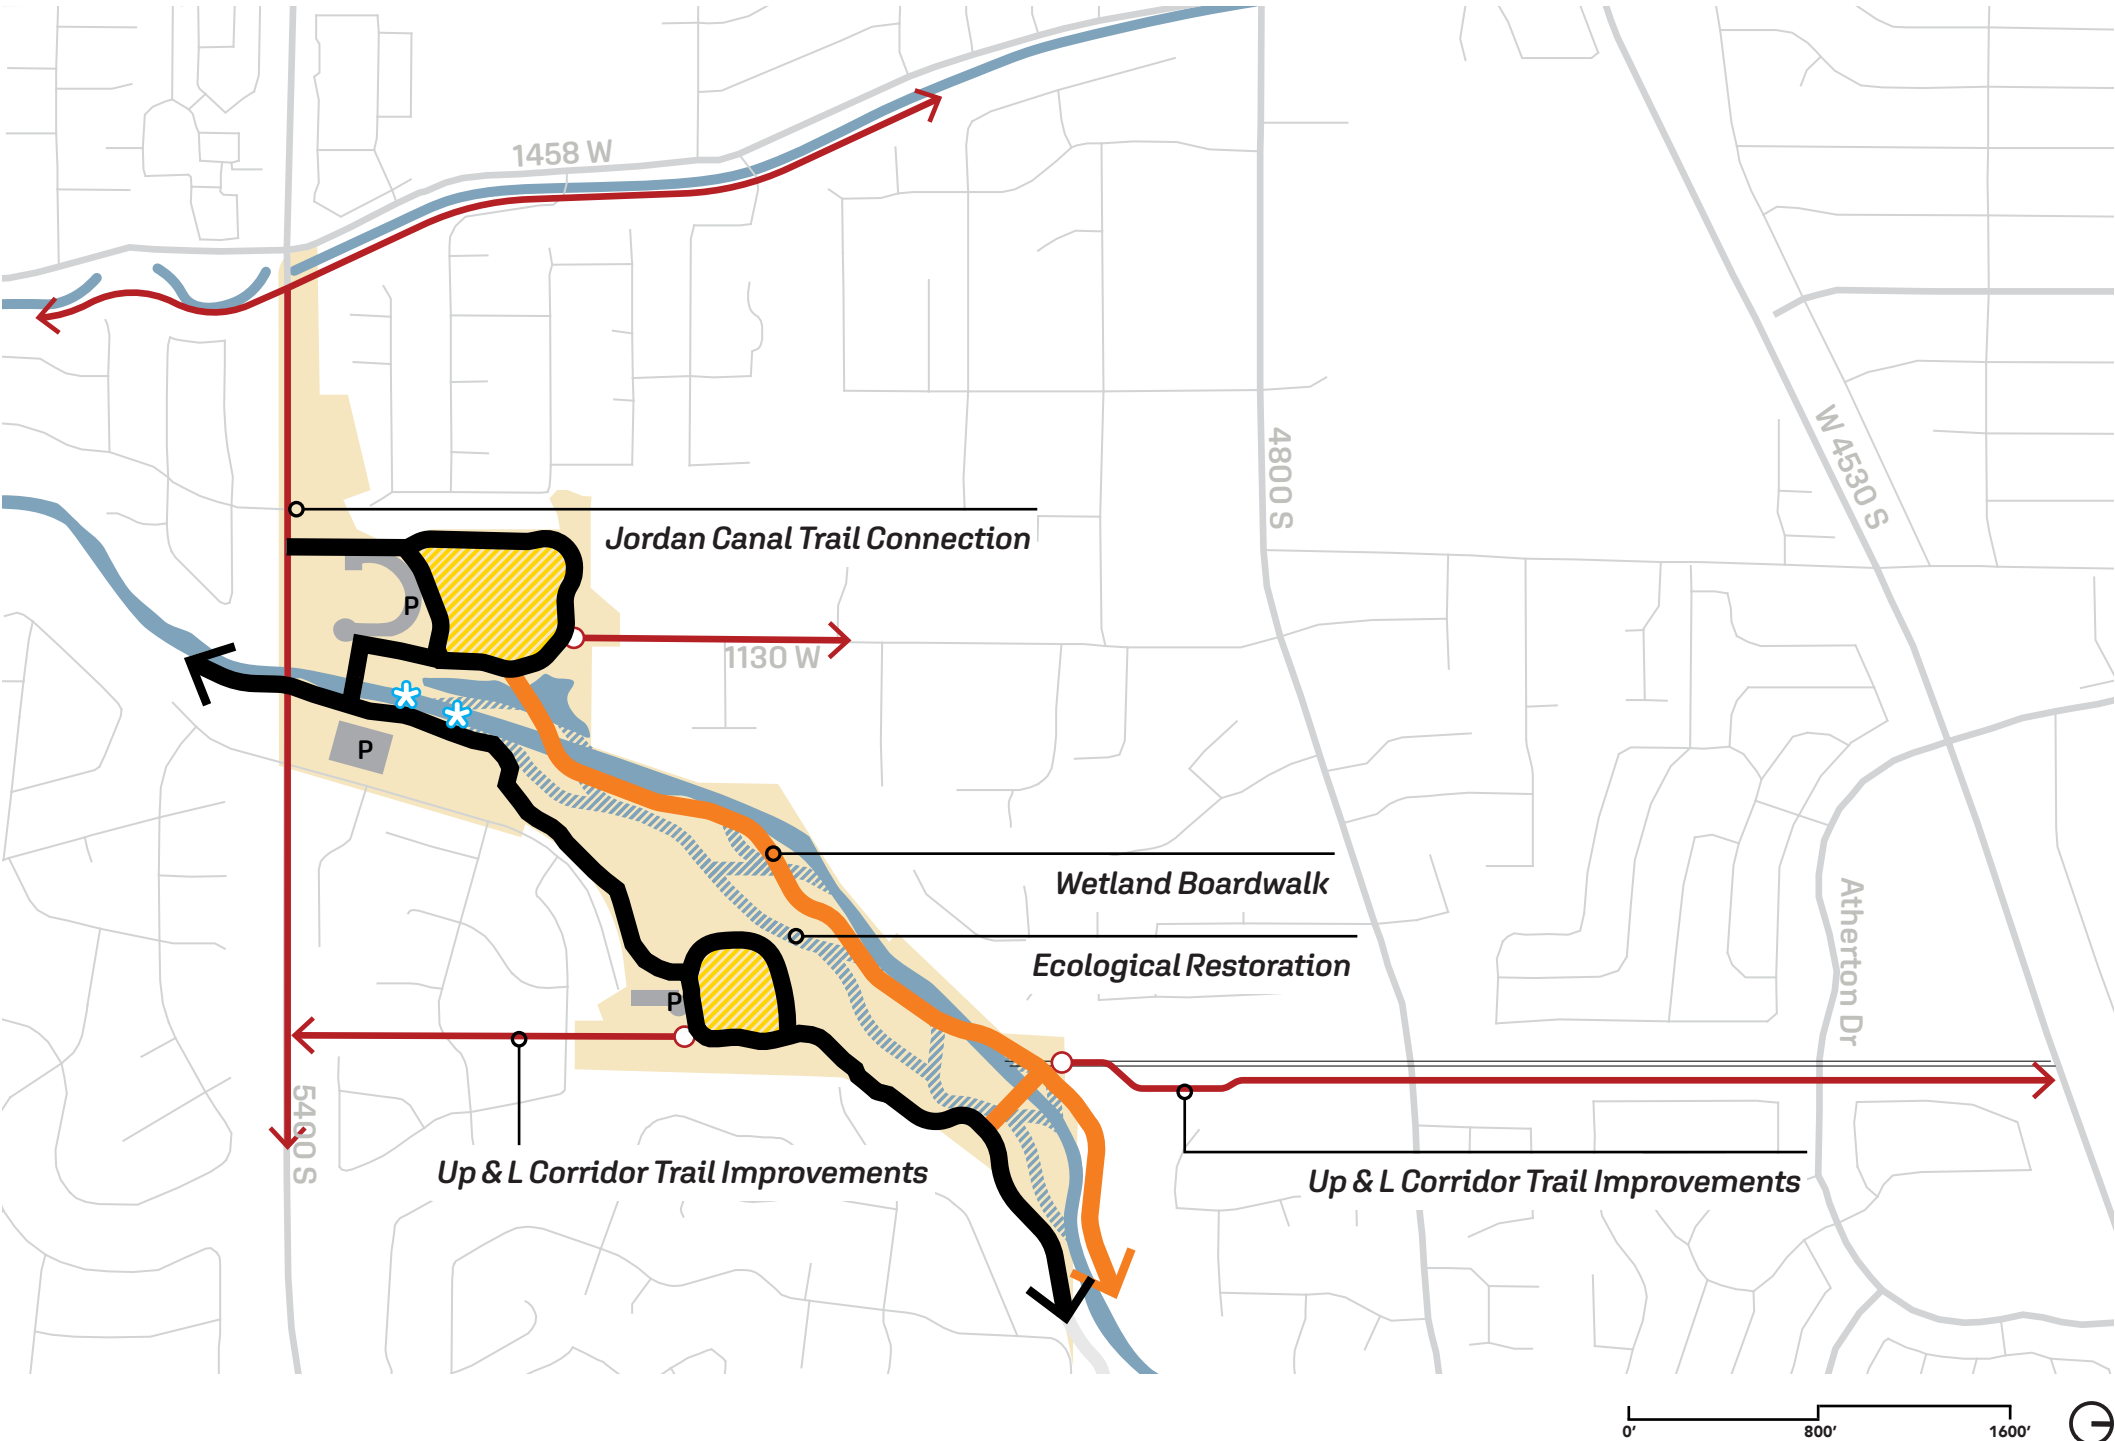 1458 W
4800 S
W 4530 S
Jordan Canal Trail Connection
P
1130 W
P
Wetland Boardwalk
Atherton Dr
Ecological Restoration
P
5400 S
Up & L Corridor Trail Improvements
Up & L Corridor Trail Improvements
0' 800' 1600'